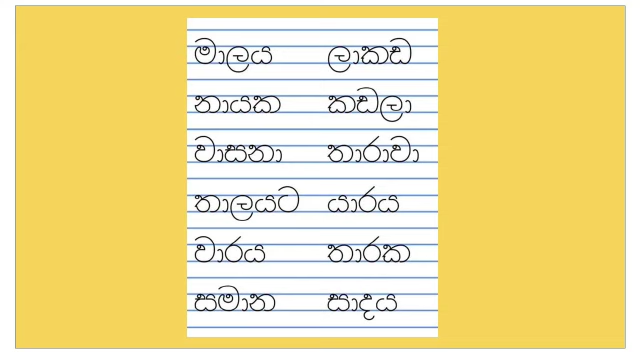 මාලය ලාකඩ
නායක කඩලා
වාසනා තාරාවා
තාලයට යාරය
වාරය තාරක
සමාන සාදය